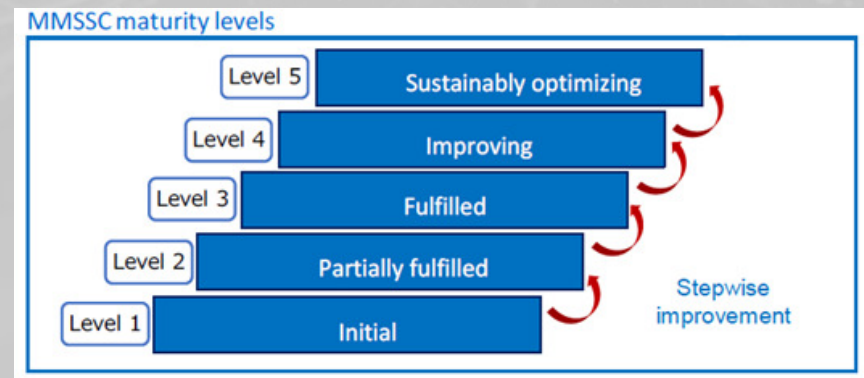 MMSSC maturity levels
Level 5
Sustainably optimizing
Level 4
Improving
Level 3
Fulfilled
Level 2
Partially fulfilled
Level 1
Initial
Stepwise
improvement